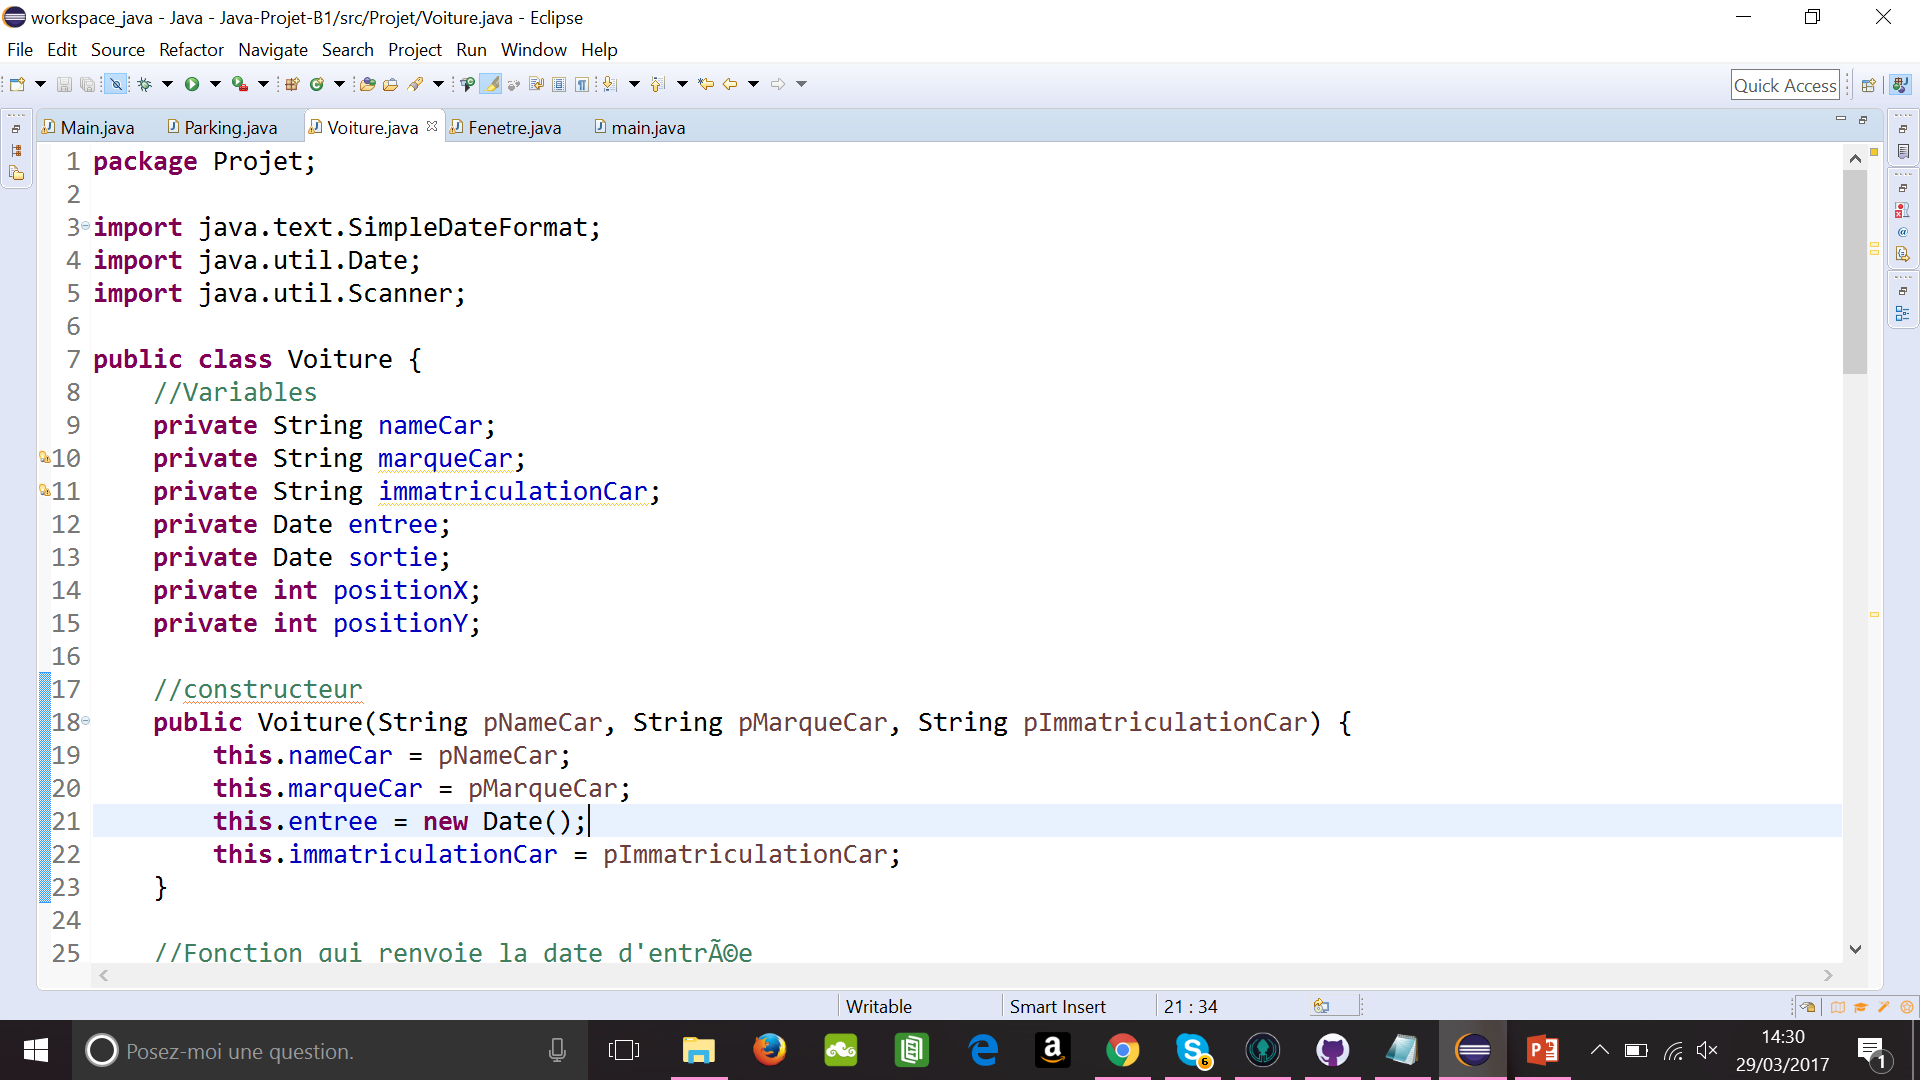 workspace_java - Java - Java-Projet-B1/src/Projet/Voiture.java - Eclipse
File Edit Source Refactor Navigate Search Project Run Window Help
Quick Access
Main.java Parking.java Voiture.java Fenetre.java main.java
1 package Projet;
2
3 import java.text.SimpleDateFormat;
4 import java.util.Date;
5 import java.util.Scanner;
6
7 public class Voiture {
8 //Variables
9 private String nameCar;
10 private String marqueCar;
11 private String immatriculationCar;
12 private Date entree;
13 private Date sortie;
14 private int positionX;
15 private int positionY;
16
17 //constructeur
18 public Voiture(String pNameCar, String pMarqueCar, String pImmatriculationCar) {
19 this.nameCar = pNameCar;
20 this.marqueCar = pMarqueCar;
21 this.entree = new Date();
22 this.immatriculationCar = pImmatriculationCar;
23 }
24
25 //Fonction qui renvoie la date d'entrÃ©e
Writable Smart Insert 21 : 34
Posez-moi une question.
6
14:30
29/03/2017
1